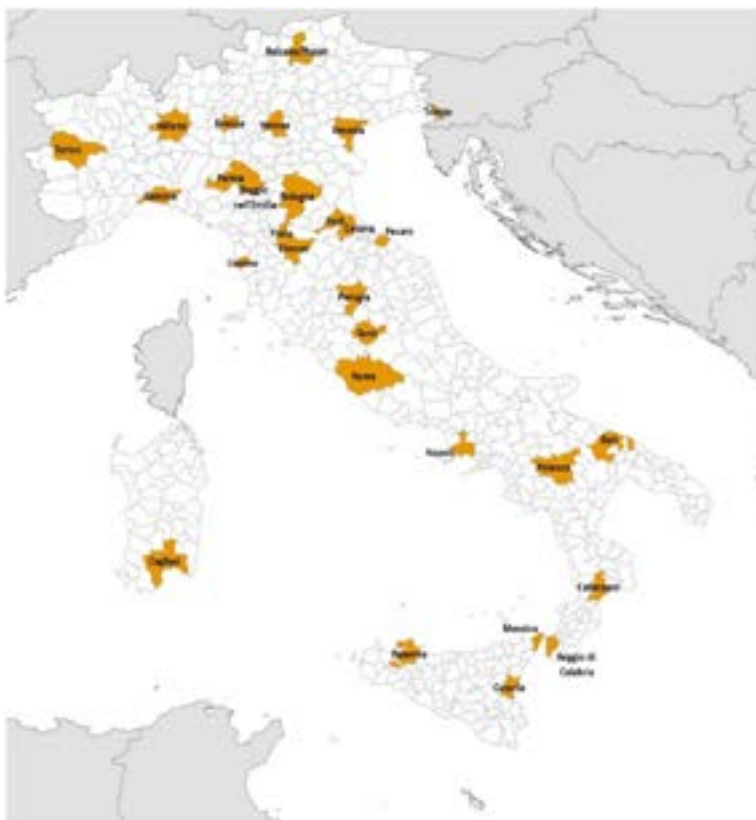 Bolzano/Bozen
Trieste
Milano
Brescia
Verona
Venezia
Torino
Parma
Reggio
nell'Emilia
Bologna
Genova
Forlì
Cesena
Pesaro
Prato
Firenze
Livorno
Perugia
Terni
Roma
Napoli
Bari
Potenza
Cagliari
Catanzaro
Messina
Reggio di
Calabria
Palermo
Catania